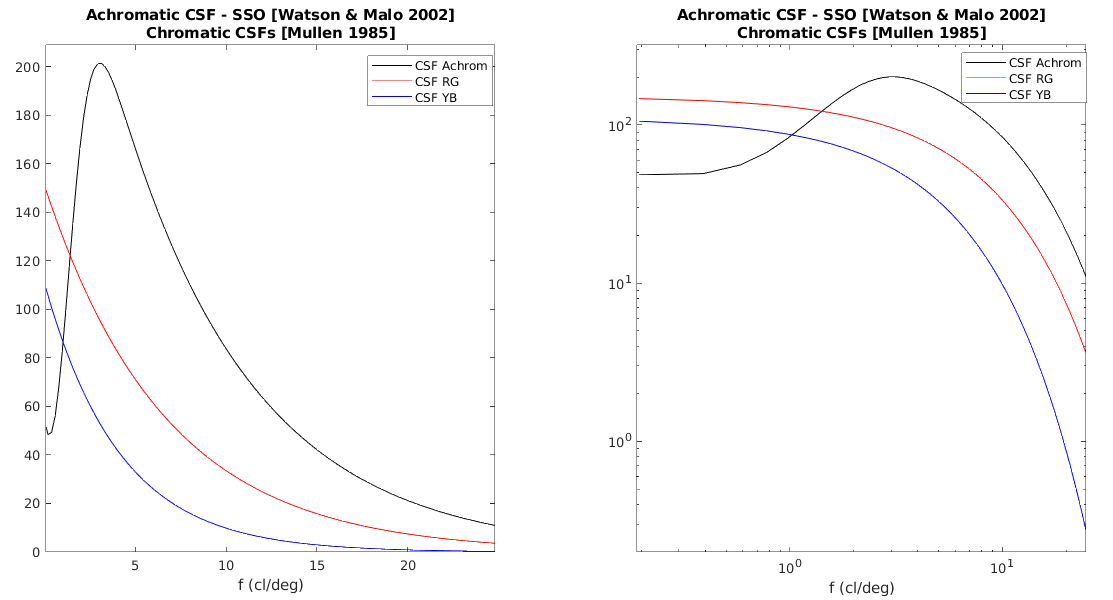 Achromatic CSF - SSO [Watson & Malo 2002]
Chromatic CSFs [Mullen 1985]
200
180
160
140
120
100
80
60
40
20
0
5
10
15
20
f (cl/deg)
CSF Achrom
CSF RG
CSF YB
Achromatic CSF - SSO [Watson & Malo 2002]
Chromatic CSFs [Mullen 1985]
10²
10¹
10⁰
10⁰
10¹
f (cl/deg)
CSF Achrom
CSF RG
CSF YB